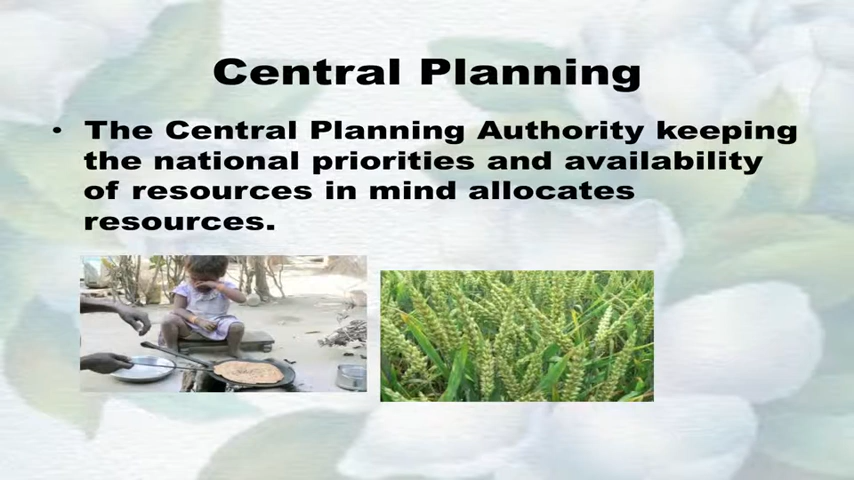 Central Planning
• The Central Planning Authority keeping
the national priorities and availability
of resources in mind allocates
resources.